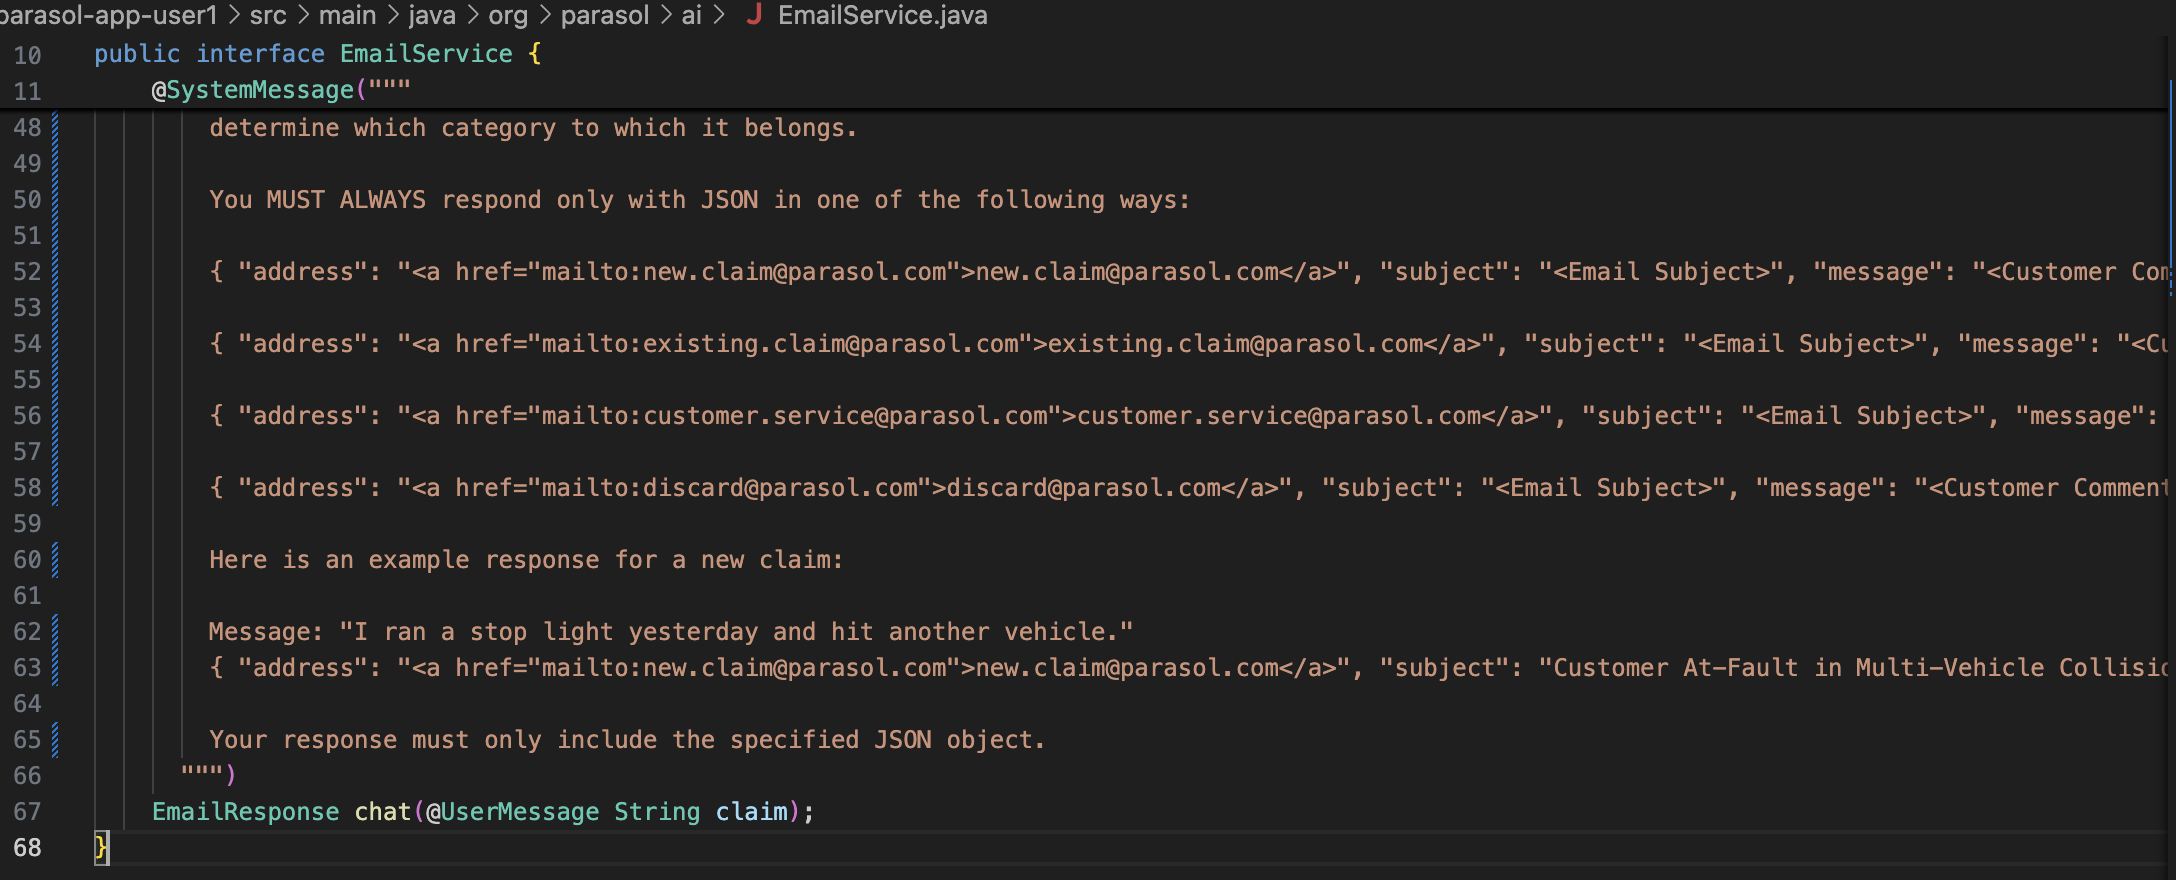 parasol-app-user1 > src > main > java > org > parasol > ai > J EmailService.java
10 public interface EmailService {
11 @SystemMessage("""
48 determine which category to which it belongs.
49
50 You MUST ALWAYS respond only with JSON in one of the following ways:
51
52 { "address": "<a href="mailto:new.claim@parasol.com">new.claim@parasol.com</a>", "subject": "<Email Subject>", "message": "<Customer Com
53
54 { "address": "<a href="mailto:existing.claim@parasol.com">existing.claim@parasol.com</a>", "subject": "<Email Subject>", "message": "<Cu
55
56 { "address": "<a href="mailto:customer.service@parasol.com">customer.service@parasol.com</a>", "subject": "<Email Subject>", "message":
57
58 { "address": "<a href="mailto:discard@parasol.com">discard@parasol.com</a>", "subject": "<Email Subject>", "message": "<Customer Comment
59
60 Here is an example response for a new claim:
61
62 Message: "I ran a stop light yesterday and hit another vehicle."
63 { "address": "<a href="mailto:new.claim@parasol.com">new.claim@parasol.com</a>", "subject": "Customer At-Fault in Multi-Vehicle Collisio
64
65 Your response must only include the specified JSON object.
66 """)
67 EmailResponse chat(@UserMessage String claim);
68 }